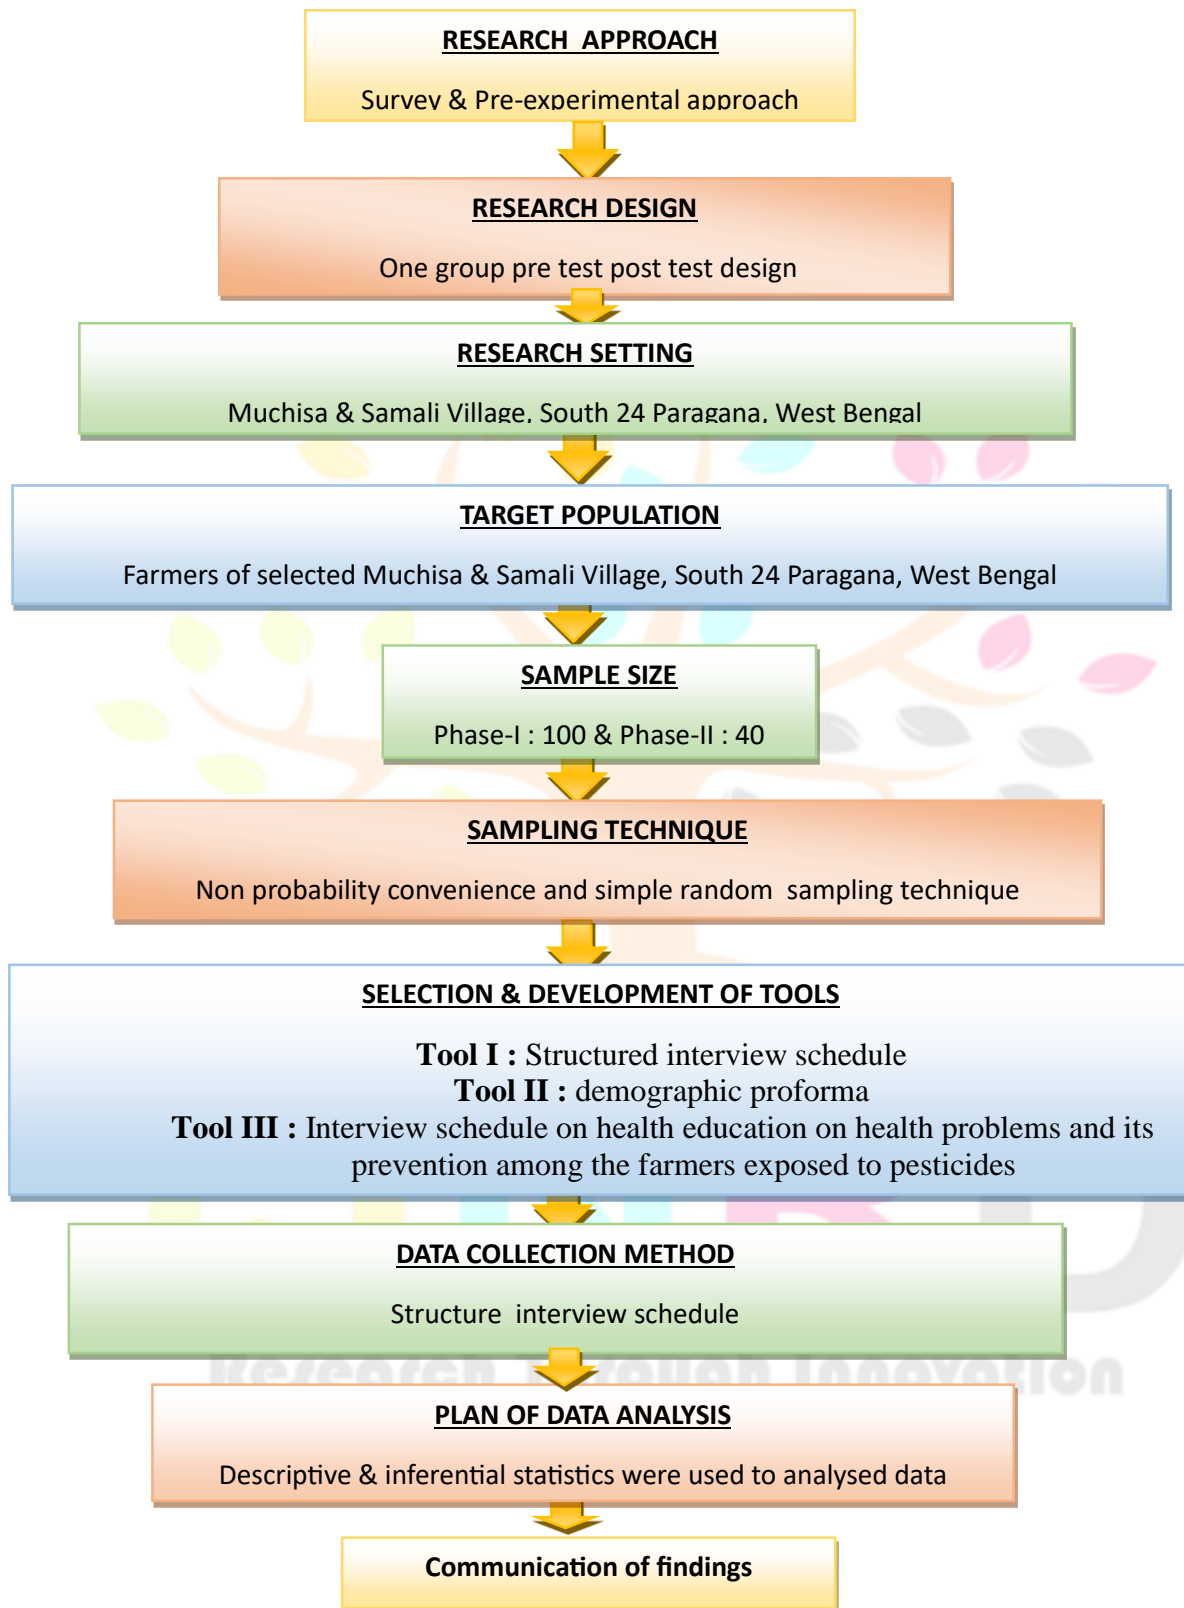 RESEARCH APPROACH
Survey & Pre-experimental approach
RESEARCH DESIGN
One group pre test post test design
RESEARCH SETTING
Muchisa & Samali Village, South 24 Paragana, West Bengal
TARGET POPULATION
Farmers of selected Muchisa & Samali Village, South 24 Paragana, West Bengal
SAMPLE SIZE
Phase-I : 100 & Phase-II : 40
SAMPLING TECHNIQUE
Non probability convenience and simple random sampling technique
SELECTION & DEVELOPMENT OF TOOLS
Tool I : Structured interview schedule
Tool II : demographic proforma
Tool III : Interview schedule on health education on health problems and its
prevention among the farmers exposed to pesticides
DATA COLLECTION METHOD
Structure interview schedule
Research Through Innovation
PLAN OF DATA ANALYSIS
Descriptive & inferential statistics were used to analysed data
Communication of findings